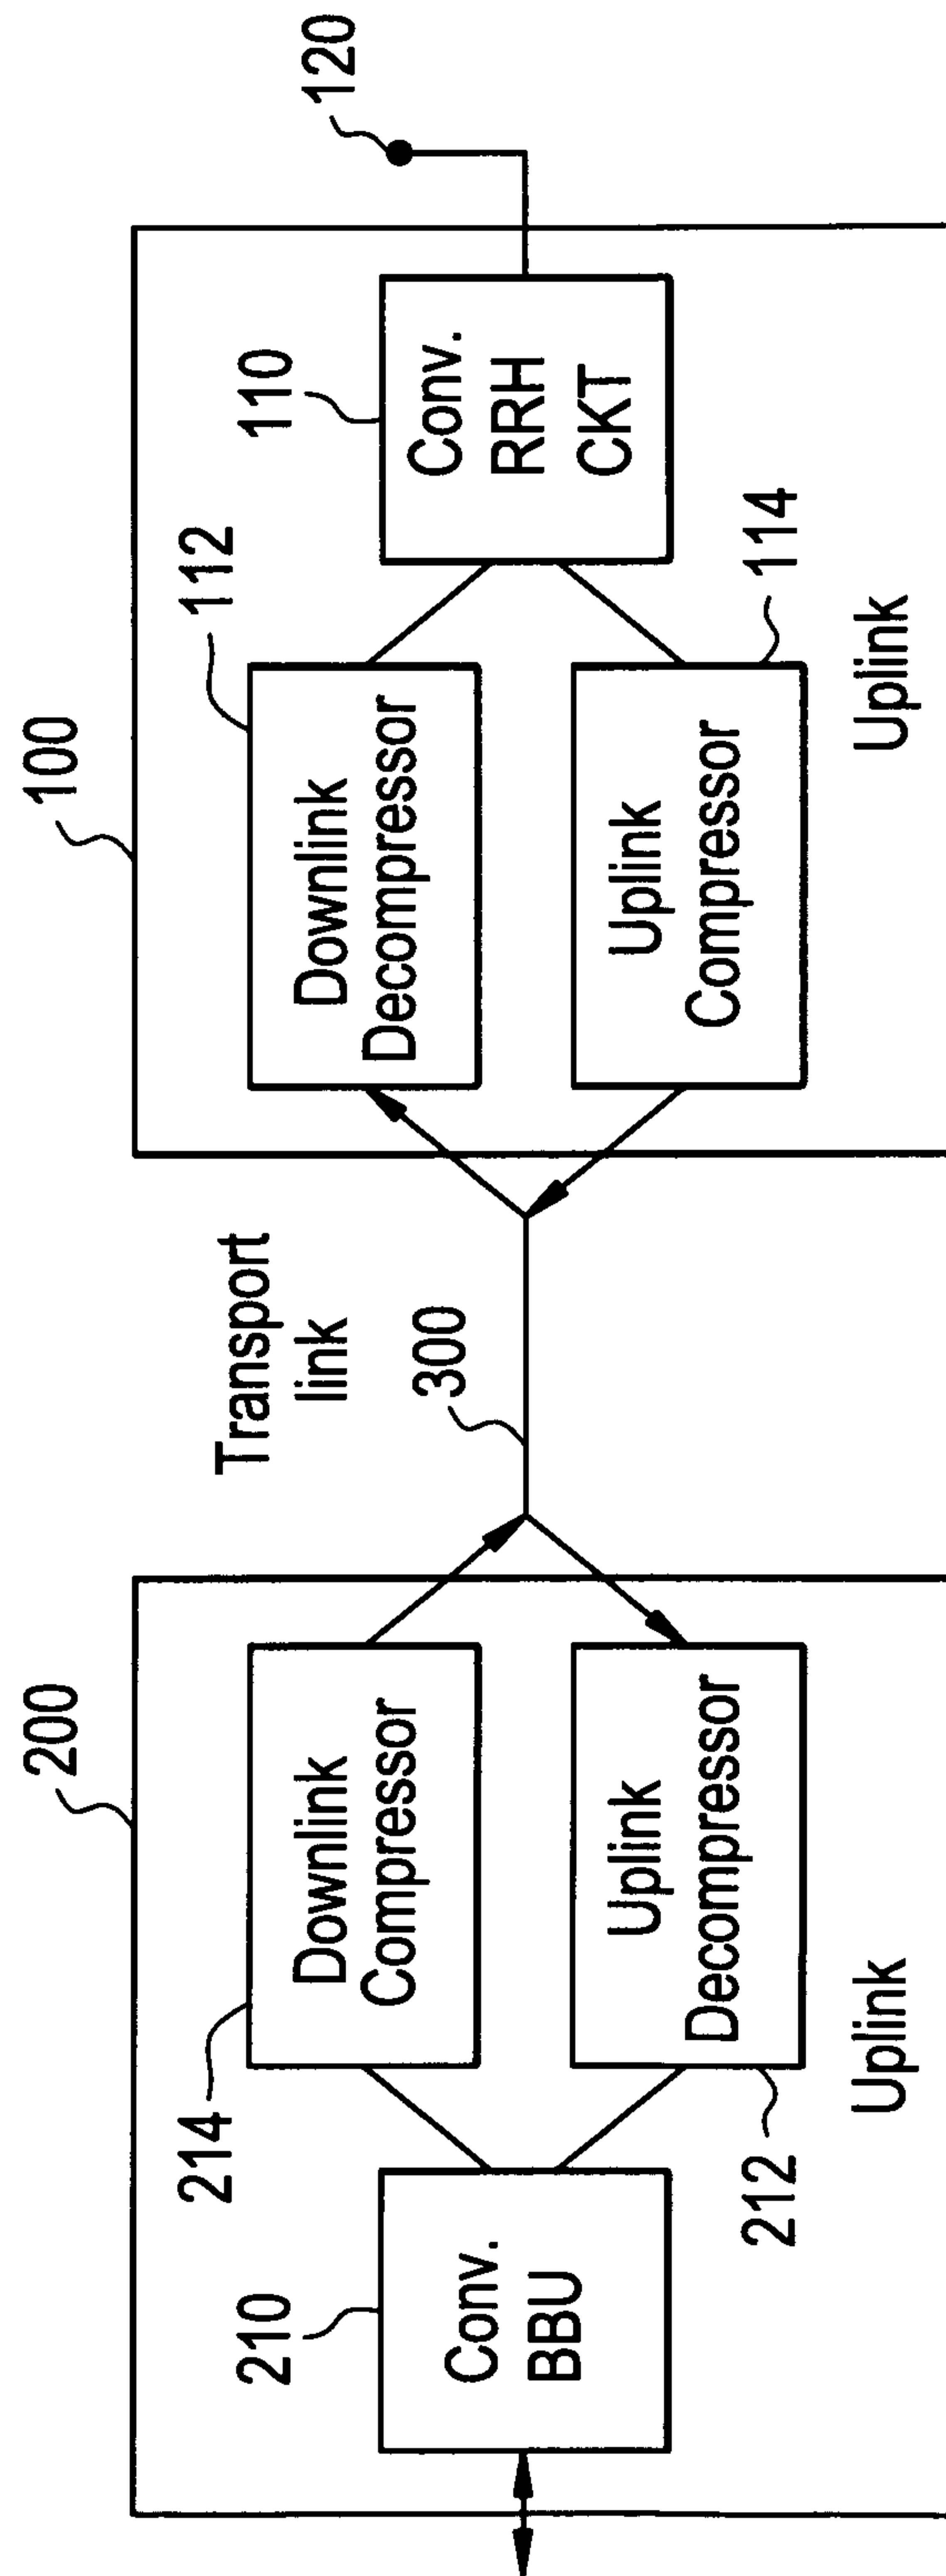 200
100
Transport
link
300
210
214
112
110
120
Conv.
BBU
Downlink
Compressor
Downlink
Decompressor
Conv.
RRH
CKT
Uplink
Decompressor
Uplink
Compressor
212
114
Uplink
Uplink